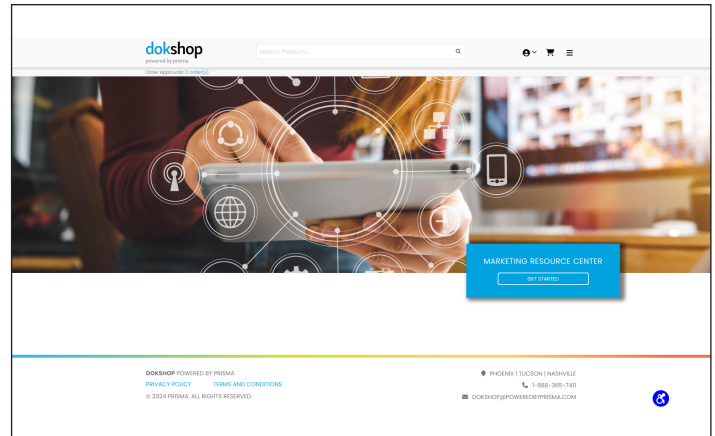 dokshop
powered by prisma
Search Products...
Order Approvals: 0 order(s)
MARKETING RESOURCE CENTER
GET STARTED
DOKSHOP POWERED BY PRISMA
PRIVACY POLICY TERMS AND CONDITIONS
© 2024 PRISMA. ALL RIGHTS RESERVED.
PHOENIX | TUCSON | NASHVILLE
1-888-365-7411
DOKSHOP@POWEREDBYPRISMA.COM